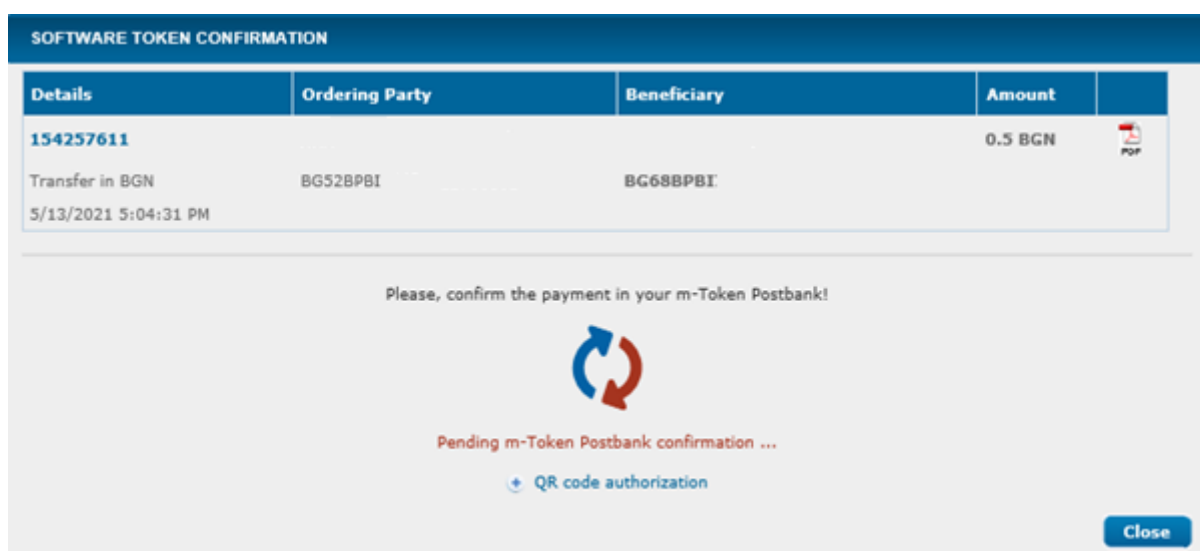 SOFTWARE TOKEN CONFIRMATION
Details Ordering Party Beneficiary Amount
154257611 0.5 BGN PDF
Transfer in BGN BG52BPBI BG68BPBI
5/13/2021 5:04:31 PM
Please, confirm the payment in your m-Token Postbank!
Pending m-Token Postbank confirmation ...
QR code authorization
Close